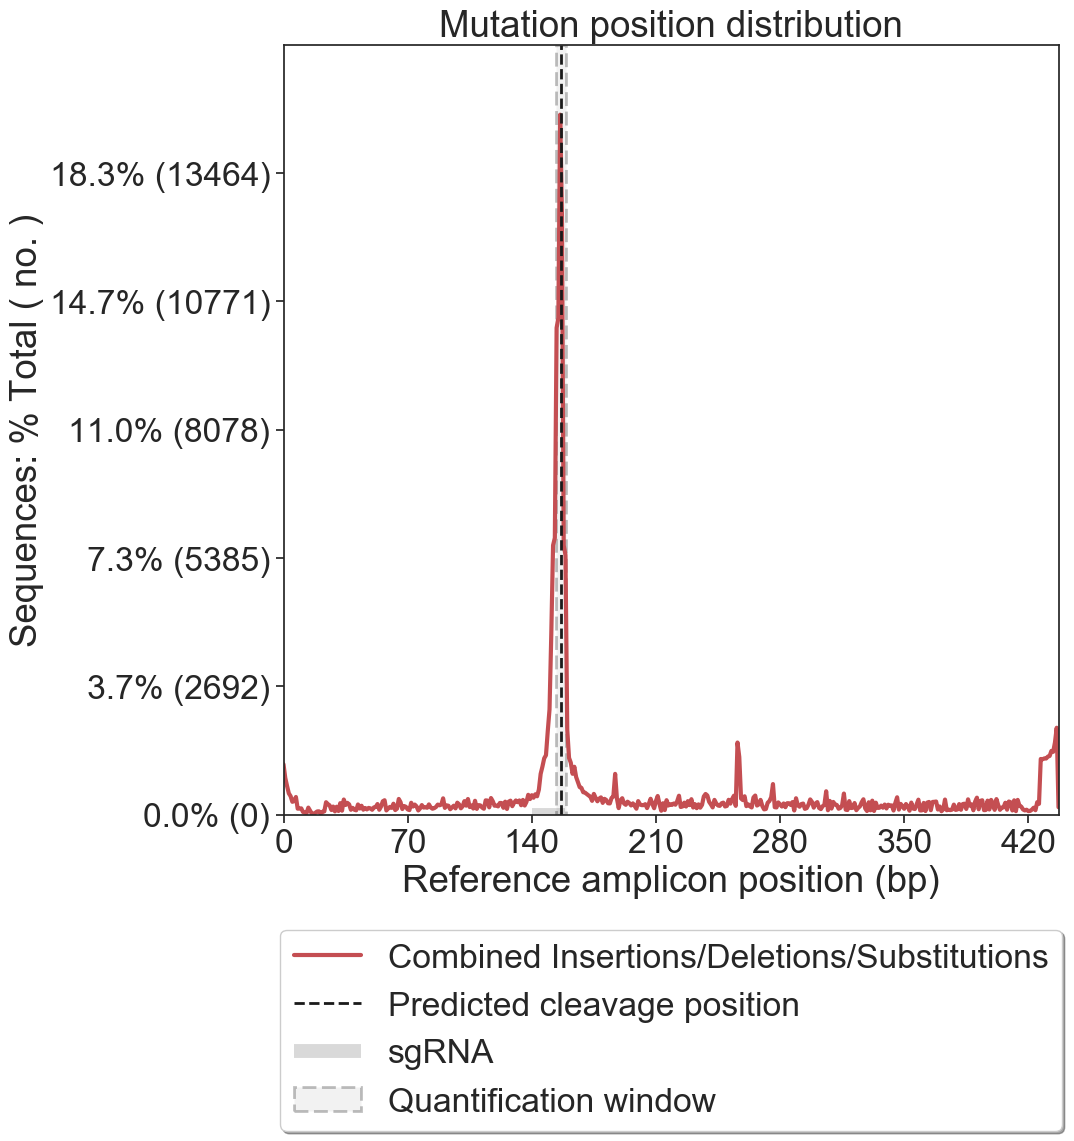 Mutation position distribution
Sequences: % Total ( no. )
18.3% (13464)
14.7% (10771)
11.0% (8078)
7.3% (5385)
3.7% (2692)
0.0% (0)
0 70 140 210 280 350 420
Reference amplicon position (bp)
Combined Insertions/Deletions/Substitutions
Predicted cleavage position
sgRNA
Quantification window